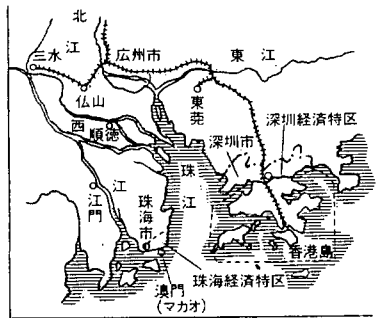 北江
三水
広州市
東江
仏山
東莞
西江
順徳
深圳経済特区
深圳市
珠江
江門
珠海市
香港島
珠海経済特区
澳門
(マカオ)